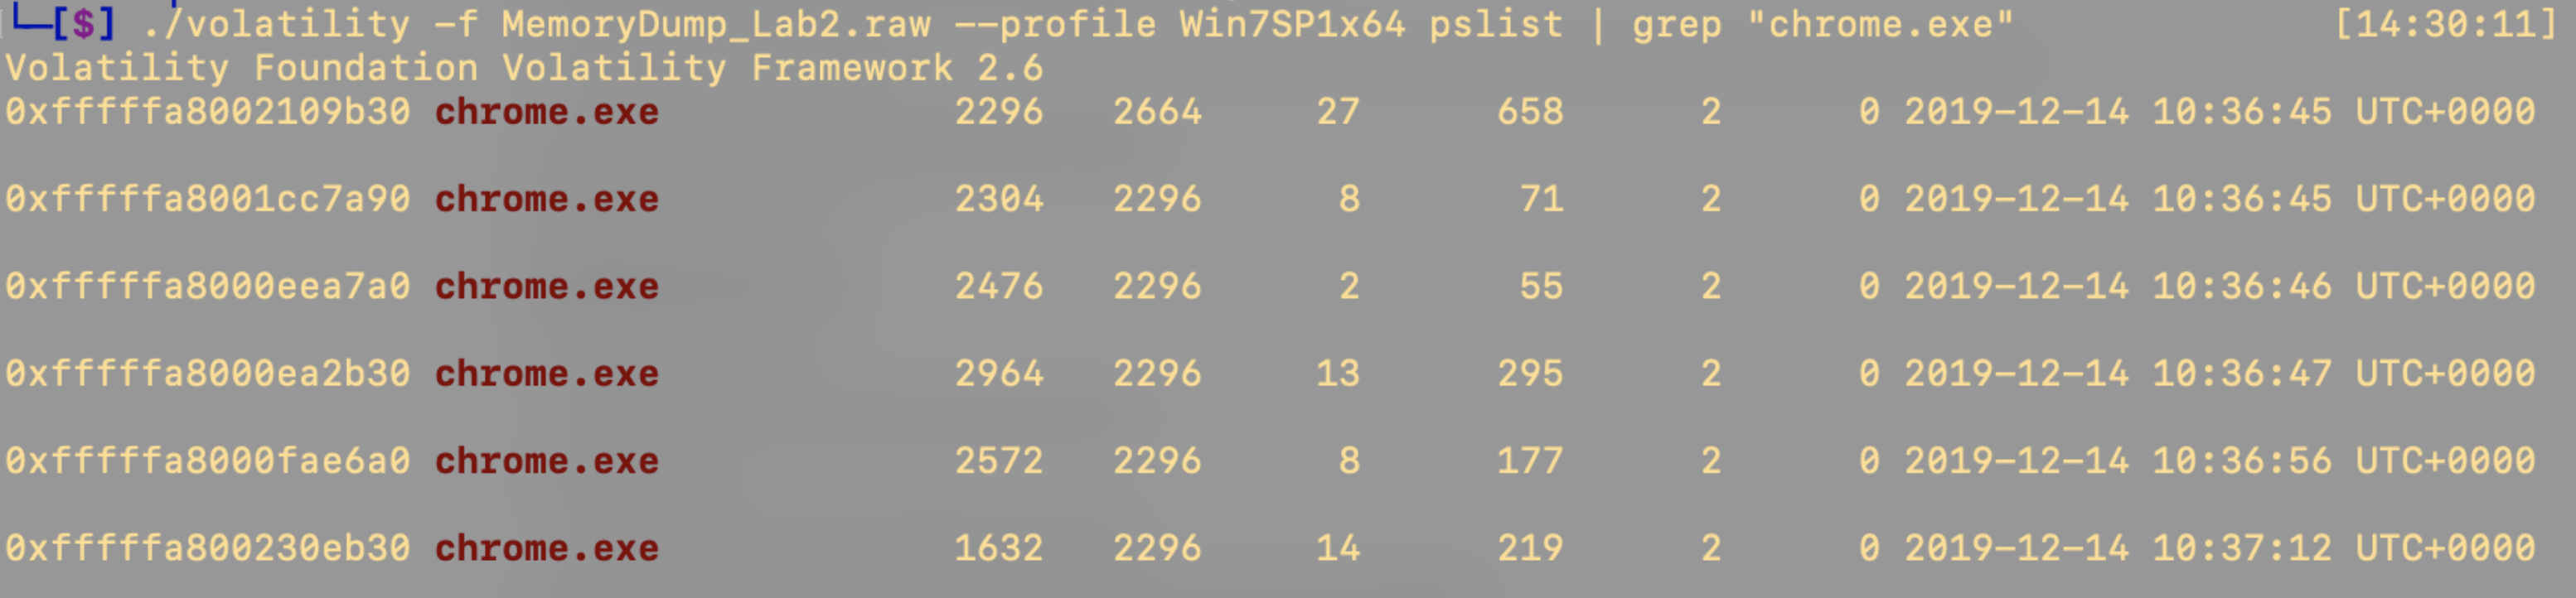 └─[$] ./volatility -f MemoryDump_Lab2.raw --profile Win7SP1x64 pslist | grep "chrome.exe" [14:30:11]
Volatility Foundation Volatility Framework 2.6
0xfffffa8002109b30 chrome.exe 2296 2664 27 658 2 0 2019-12-14 10:36:45 UTC+0000
0xfffffa8001cc7a90 chrome.exe 2304 2296 8 71 2 0 2019-12-14 10:36:45 UTC+0000
0xfffffa8000eea7a0 chrome.exe 2476 2296 2 55 2 0 2019-12-14 10:36:46 UTC+0000
0xfffffa8000ea2b30 chrome.exe 2964 2296 13 295 2 0 2019-12-14 10:36:47 UTC+0000
0xfffffa8000fae6a0 chrome.exe 2572 2296 8 177 2 0 2019-12-14 10:36:56 UTC+0000
0xfffffa800230eb30 chrome.exe 1632 2296 14 219 2 0 2019-12-14 10:37:12 UTC+0000